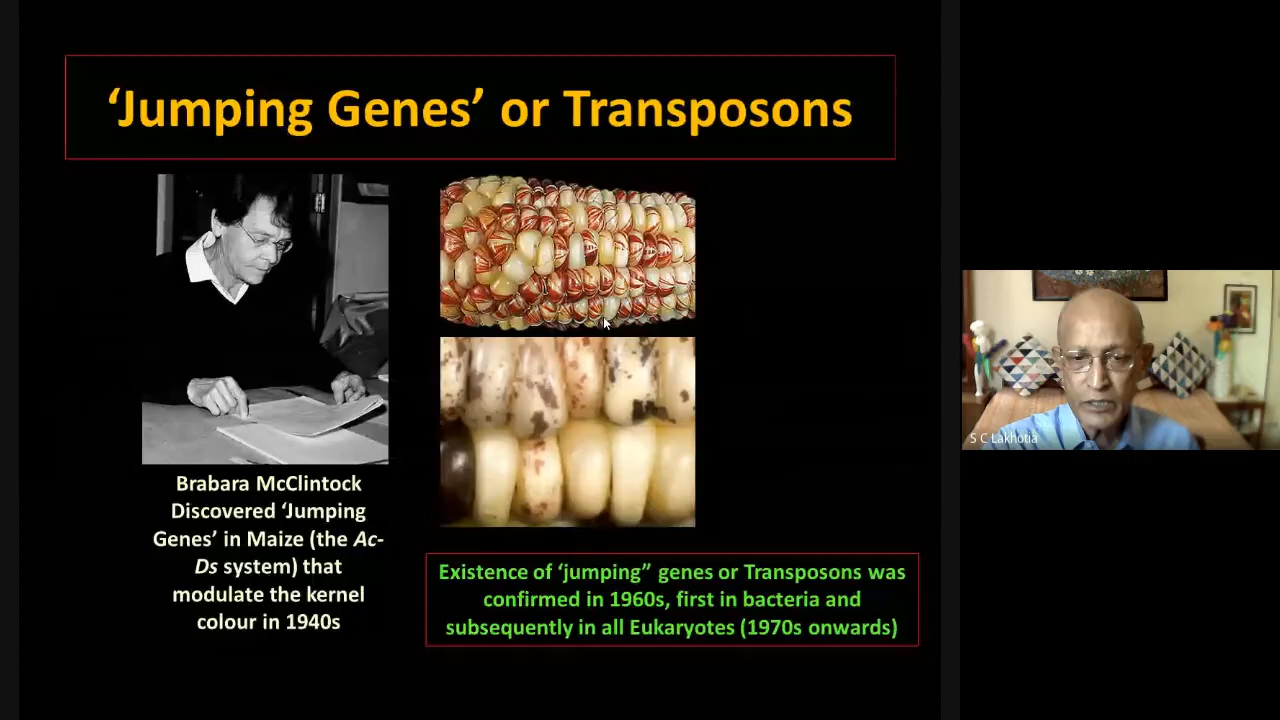 ‘Jumping Genes’ or Transposons
Brabara McClintock
Discovered ‘Jumping
Genes’ in Maize (the Ac-
Ds system) that
modulate the kernel
colour in 1940s
Existence of ‘jumping” genes or Transposons was
confirmed in 1960s, first in bacteria and
subsequently in all Eukaryotes (1970s onwards)
S C Lakhotia